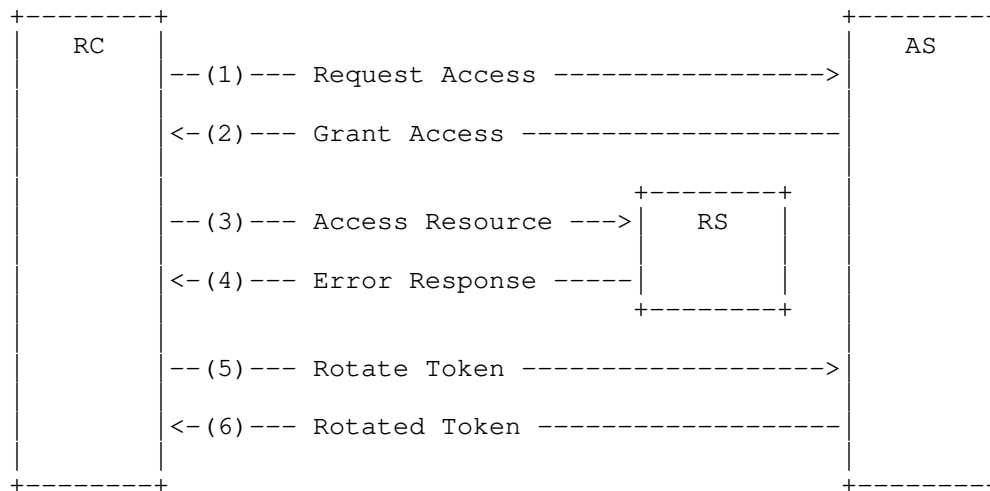 RC AS
--(1)--- Request Access ----------------->
<-(2)--- Grant Access --------------------
--(3)--- Access Resource ---> RS
<-(4)--- Error Response -----
--(5)--- Rotate Token ------------------->
<-(6)--- Rotated Token -------------------